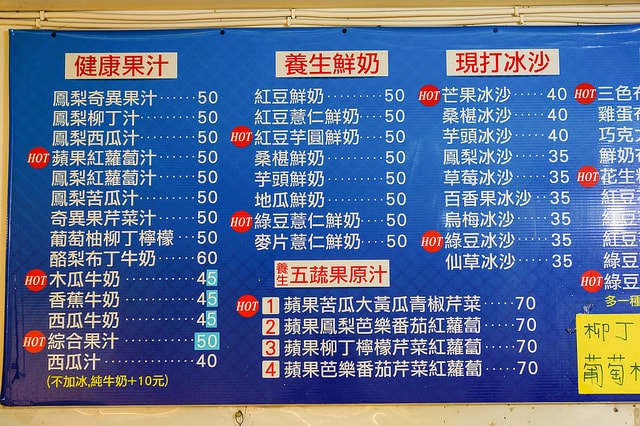 健康果汁
鳳梨奇異果汁······50
鳳梨柳丁汁········50
鳳梨西瓜汁········50
HOT 蘋果紅蘿蔔汁······50
鳳梨紅蘿蔔汁······50
鳳梨苦瓜汁········50
奇異果芹菜汁······50
葡萄柚柳丁檸檬···50
酪梨布丁牛奶······60
HOT 木瓜牛奶··········45
香蕉牛奶··········45
西瓜牛奶··········45
HOT 綜合果汁··········50
西瓜汁············40
(不加冰,純牛奶+10元)
養生鮮奶
紅豆鮮奶·········50
紅豆薏仁鮮奶····50
HOT 紅豆芋圓鮮奶····50
桑椹鮮奶·········50
芋頭鮮奶·········50
地瓜鮮奶·········50
HOT 綠豆薏仁鮮奶····50
麥片薏仁鮮奶····50
現打冰沙
HOT 芒果冰沙·····40
桑椹冰沙·····40
芋頭冰沙·····40
鳳梨冰沙·····35
草莓冰沙·····35
百香果冰沙··35
烏梅冰沙·····35
HOT 綠豆冰沙·····35
仙草冰沙·····35
養生五蔬果原汁
HOT 1 蘋果苦瓜大黃瓜青椒芹菜·····70
2 蘋果鳳梨芭樂番茄紅蘿蔔·····70
3 蘋果柳丁檸檬芹菜紅蘿蔔·····70
4 蘋果芭樂番茄芹菜紅蘿蔔·····70
HOT 三色
雞蛋
巧克
鮮奶
HOT 花生
紅豆
紅豆
紅豆
綠豆
HOT 綠豆
多一種
柳丁
葡萄